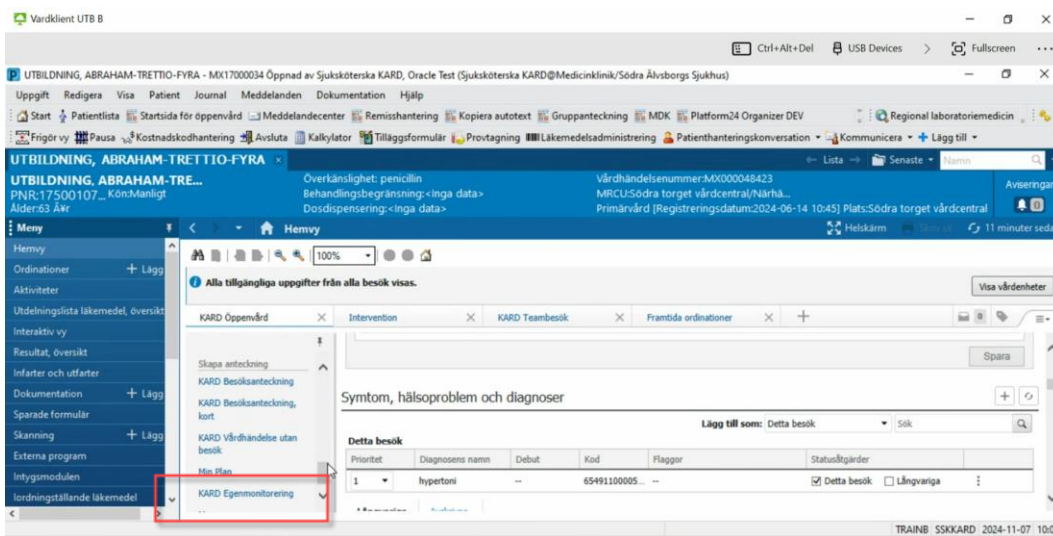 Vardklient UTB B
Ctrl+Alt+Del USB Devices > Fullscreen ...
UTBILDNING, ABRAHAM-TRETTIO-FYRA - MX17000034 Öppnad av Sjuksköterska KARD, Oracle Test (Sjuksköterska KARD@Medicinklinik/Södra Älvsborgs Sjukhus)
Uppgift Redigera Visa Patient Journal Meddelanden Dokumentation Hjälp
Start Patientlista Startsida för öppenvård Meddelandecenter Remisshantering Kopiera autotext Gruppanteckning MDK Platform24 Organizer DEV Regional laboratoriemedicin
Frigör vy Pausa Kostnadskodhantering Avsluta Kalkylator Tilläggsformulär Provtagning Läkemedelsadministrering Patienthanteringskonversation Kommunicera + Lägg till
UTBILDNING, ABRAHAM-TRETTIO-FYRA × Lista Senaste Namn
UTBILDNING, ABRAHAM-TRE... Överkänslighet: penicillin Vårdhändelsenummer:MX000048423
PNR:17500107... Kön:Manligt Behandlingsbegränsning:<Inga data> MRCU:Södra torget vårdcentral/Närhä... Aviseringar
Ålder:63 Å¥r Dosdispensering:<Inga data> Primärvård [Registreringsdatum:2024-06-14 10:45] Plats:Södra torget vårdcentral 0
Meny Hemvy Helskärm 11 minuter seda
Hemvy
100%
Ordinationer + Lägg
Alla tillgängliga uppgifter från alla besök visas. Visa vårdenheter
Aktiviteter
Utdelningslista läkemedel, översikt
KARD Öppenvård × Intervention × KARD Teambesök × Framtida ordinationer × + 0
Interaktiv vy
Resultat, översikt
Spara
Skapa anteckning
Infarter och utfarter
KARD Besöksanteckning
Dokumentation + Lägg
KARD Besöksanteckning, kort
Symtom, hälsoproblem och diagnoser
Sparade formulär
Lägg till som: Detta besök Sök
Skanning + Lägg
KARD Vårdhändelse utan besök
Detta besök
Externa program
Prioritet Diagnosens namn Debut Kod Flaggor Statusåtgärder
Intygsmodulen
Min Plan
1 hypertoni -- 65491100005... -- Detta besök Långvariga
Iordningställande läkemedel
KARD Egenmonitorering
TRAINB SSKKARD 2024-11-07 10:0